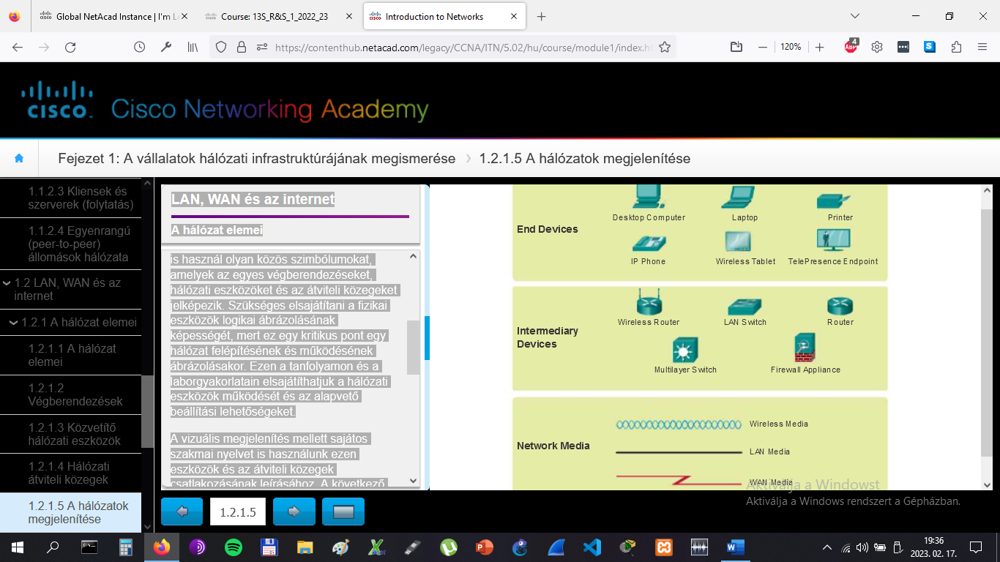 Global NetAcad Instance | I'm Le
Course: 13S_R&S_1_2022_23
Introduction to Networks
https://contenthub.netacad.com/legacy/CCNA/ITN/5.02/hu/course/module1/index.ht
120%
ABP
4
S
CISCO.
Cisco Networking Academy
Fejezet 1: A vállalatok hálózati infrastruktúrájának megismerése
1.2.1.5 A hálózatok megjelenítése
1.1.2.3 Kliensek és
szerverek (folytatás)
1.1.2.4 Egyenrangú
(peer-to-peer)
állomások hálózata
1.2 LAN, WAN és az
internet
1.2.1 A hálózat elemei
1.2.1.1 A hálózat
elemei
1.2.1.2
Végberendezések
1.2.1.3 Közvetítő
hálózati eszközök
1.2.1.4 Hálózati
átviteli közegek
1.2.1.5 A hálózatok
megjelenítése
LAN, WAN és az internet
A hálózat elemei
is használ olyan közös szimbólumokat,
amelyek az egyes végberendezéseket,
hálózati eszközöket és az átviteli közegeket
jelképezik. Szükséges elsajátítani a fizikai
eszközök logikai ábrázolásának
képességét, mert ez egy kritikus pont egy
hálózat felépítésének és működésének
ábrázolásakor. Ezen a tanfolyamon és a
laborgyakorlatain elsajátíthatjuk a hálózati
eszközök működését és az alapvető
beállítási lehetőségeket.
A vizuális megjelenítés mellett sajátos
szakmai nyelvet is használunk ezen
eszközök és az átviteli közegek
csatlakozásának leírásához. A következő
1.2.1.5
End Devices
Desktop Computer
Laptop
Printer
IP Phone
Wireless Tablet
TelePresence Endpoint
Intermediary
Devices
Wireless Router
LAN Switch
Router
Multilayer Switch
Firewall Appliance
Network Media
Wireless Media
LAN Media
WAN Media
Aktiválja a Windowst
Aktiválja a Windows rendszert a Gépházban.
19:36
2023. 02. 17.